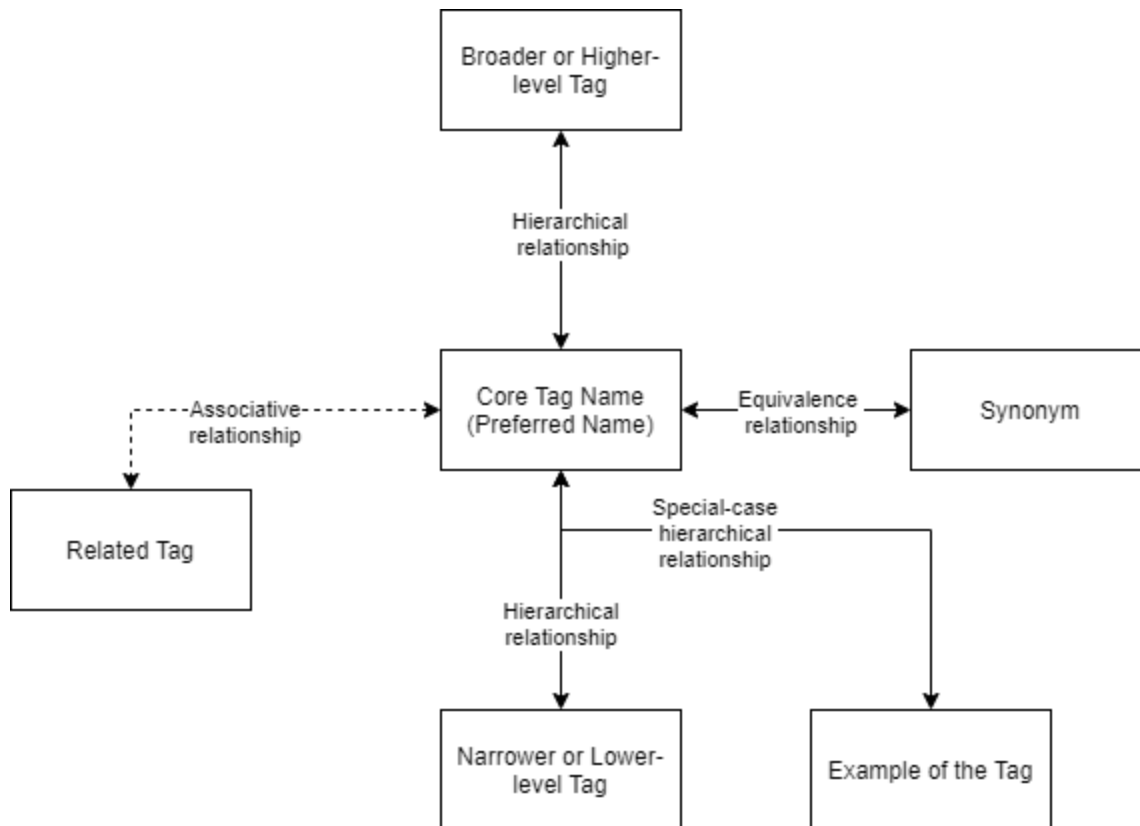 Broader or Higher-
level Tag
Hierarchical
relationship
Core Tag Name
(Preferred Name)
Equivalence
relationship
Synonym
Associative
relationship
Related Tag
Special-case
hierarchical
relationship
Hierarchical
relationship
Narrower or Lower-
level Tag
Example of the Tag